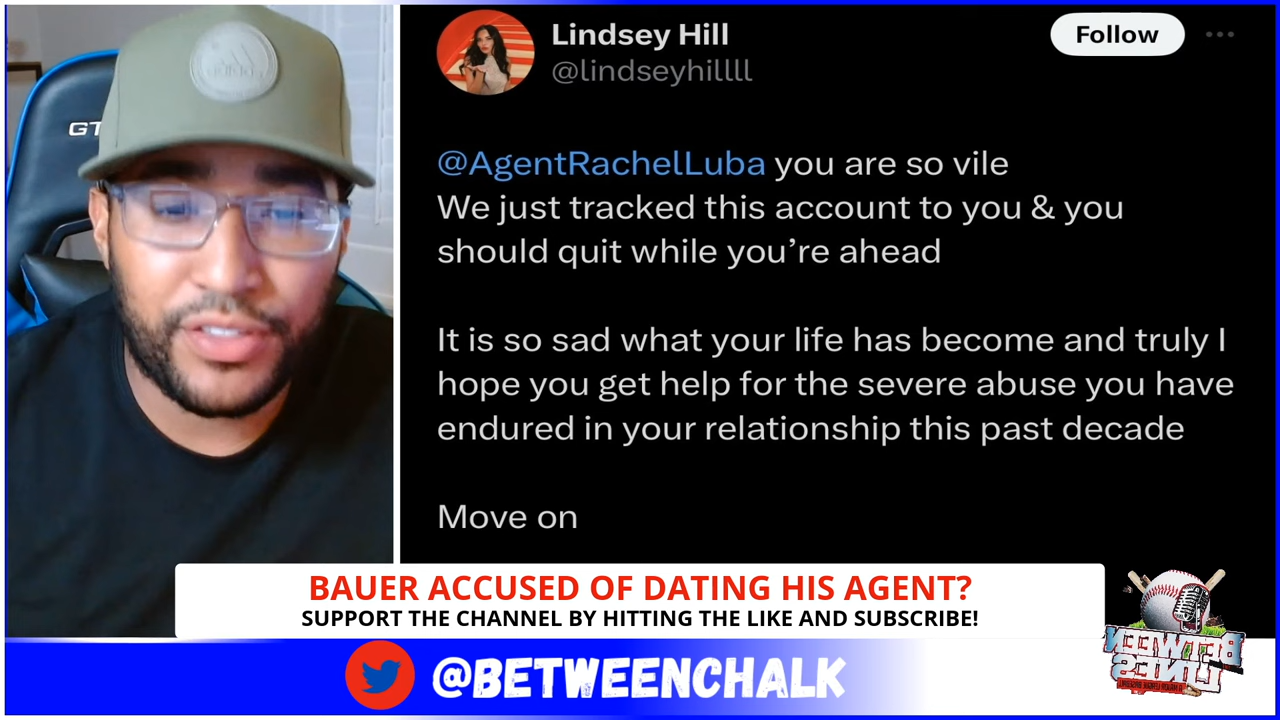 GT
Lindsey Hill
Follow
@lindseyhillll
@AgentRachelLuba you are so vile
We just tracked this account to you & you
should quit while you’re ahead
It is so sad what your life has become and truly I
hope you get help for the severe abuse you have
endured in your relationship this past decade
Move on
BAUER ACCUSED OF DATING HIS AGENT?
SUPPORT THE CHANNEL BY HITTING THE LIKE AND SUBSCRIBE!
@BETWEENCHALK
BETWEEN
LINES